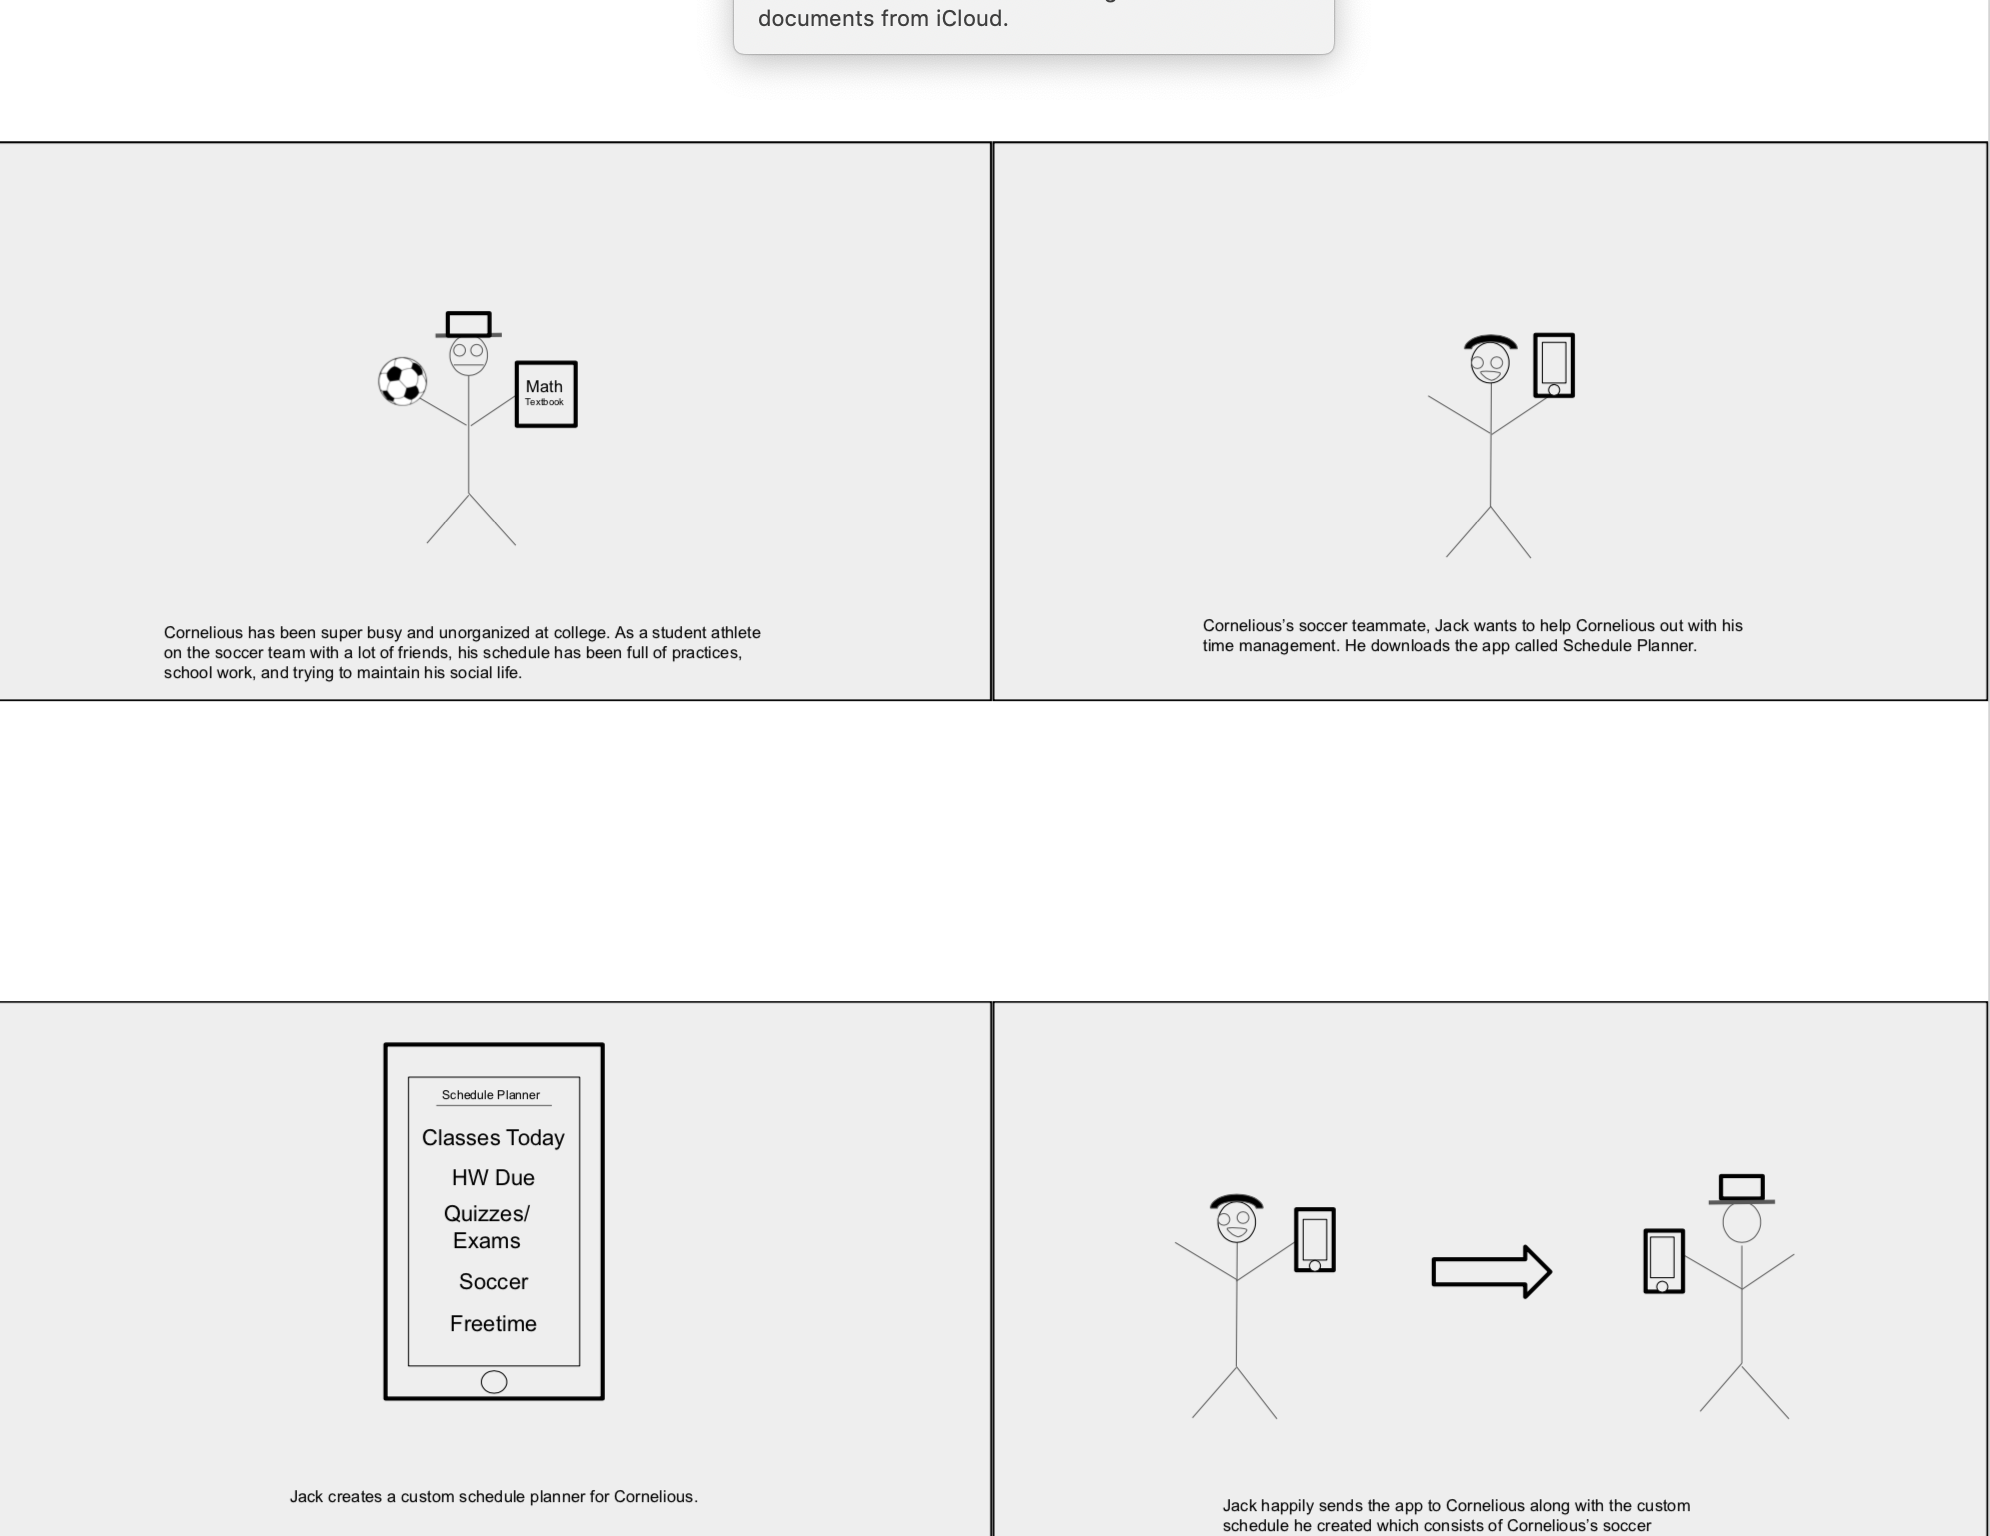 documents from iCloud.
Math
Textbook
Cornelious has been super busy and unorganized at college. As a student athlete
on the soccer team with a lot of friends, his schedule has been full of practices,
school work, and trying to maintain his social life.
Cornelious’s soccer teammate, Jack wants to help Cornelious out with his
time management. He downloads the app called Schedule Planner.
Schedule Planner
Classes Today
HW Due
Quizzes/
Exams
Soccer
Freetime
Jack creates a custom schedule planner for Cornelious.
Jack happily sends the app to Cornelious along with the custom
schedule he created which consists of Cornelious’s soccer